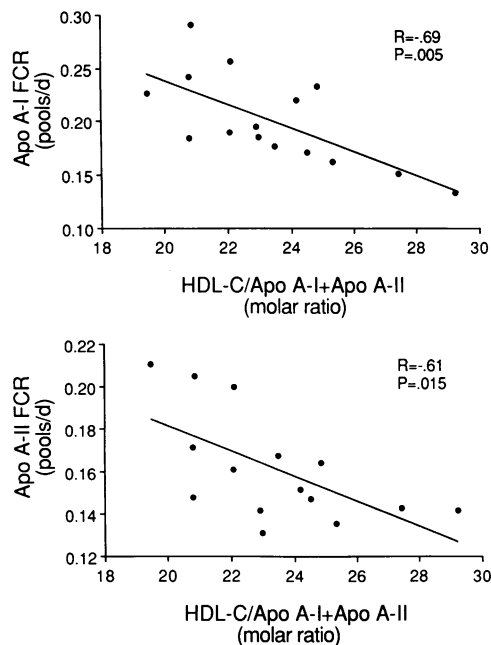 Apo A-I FCR
(pools/d)
0.30
0.25
0.20
0.15
0.10
R=-.69
P=.005
18 20 22 24 26 28 30
HDL-C/Apo A-I+Apo A-II
(molar ratio)
Apo A-II FCR
(pools/d)
0.22
0.20
0.18
0.16
0.14
0.12
R=-.61
P=.015
18 20 22 24 26 28 30
HDL-C/Apo A-I+Apo A-II
(molar ratio)